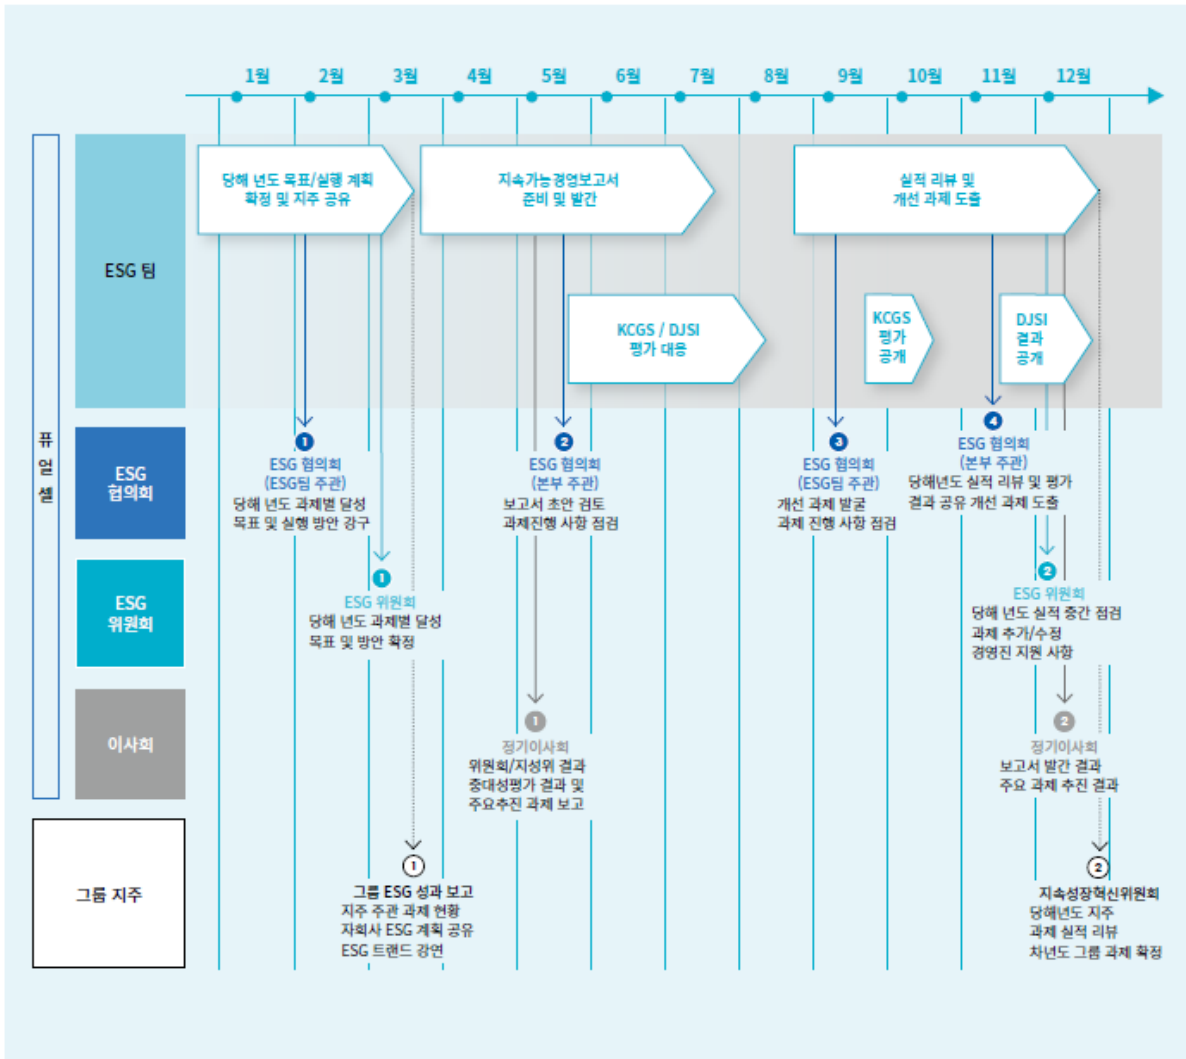 1월 2월 3월 4월 5월 6월 7월 8월 9월 10월 11월 12월
퓨얼셀
ESG 팀
당해 년도 목표/실행 계획
확정 및 지주 공유
지속가능경영보고서
준비 및 발간
실적 리뷰 및
개선 과제 도출
KCGS / DJSI
평가 대응
KCGS
평가
공개
DJSI
결과
공개
ESG
협의회
1
ESG 협의회
(ESG팀 주관)
당해 년도 과제별 달성
목표 및 실행 방안 강구
2
ESG 협의회
(본부 주관)
보고서 초안 검토
과제진행 사항 점검
3
ESG 협의회
(ESG팀 주관)
개선 과제 발굴
과제 진행 사항 점검
4
ESG 협의회
(본부 주관)
당해년도 실적 리뷰 및 평가
결과 공유 개선 과제 도출
ESG
위원회
1
ESG 위원회
당해 년도 과제별 달성
목표 및 방안 확정
2
ESG 위원회
당해 년도 실적 중간 점검
과제 추가/수정
경영진 지원 사항
이사회
1
정기이사회
위원회/지성위 결과
중대성평가 결과 및
주요추진 과제 보고
2
정기이사회
보고서 발간 결과
주요 과제 추진 결과
그룹 지주
1
그룹 ESG 성과 보고
지주 주관 과제 현황
자회사 ESG 계획 공유
ESG 트랜드 강연
2
지속성장혁신위원회
당해년도 지주
과제 실적 리뷰
차년도 그룹 과제 확정